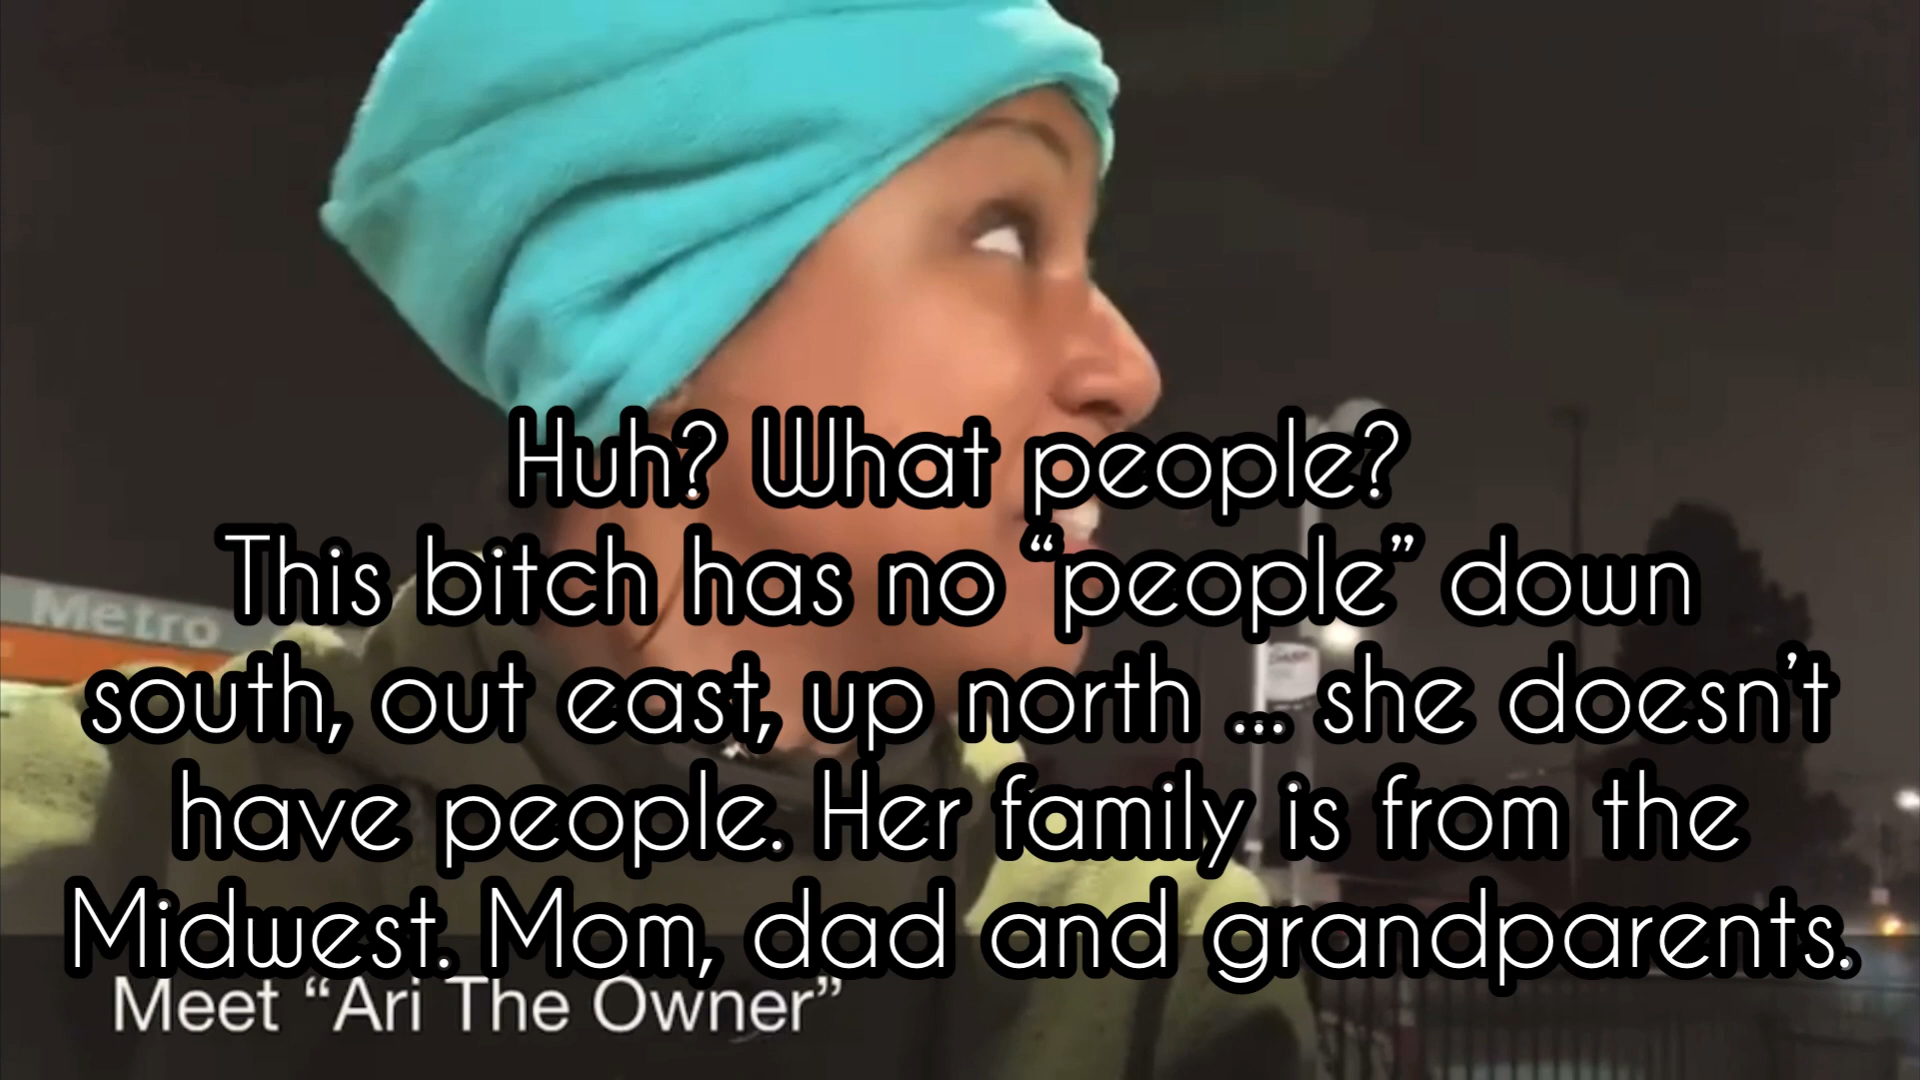 Huh? What people?
This bitch has no “people” down
south, out east, up north ... she doesn’t
have people. Her family is from the
Midwest. Mom, dad and grandparents.
Metro
Meet “Ari The Owner”